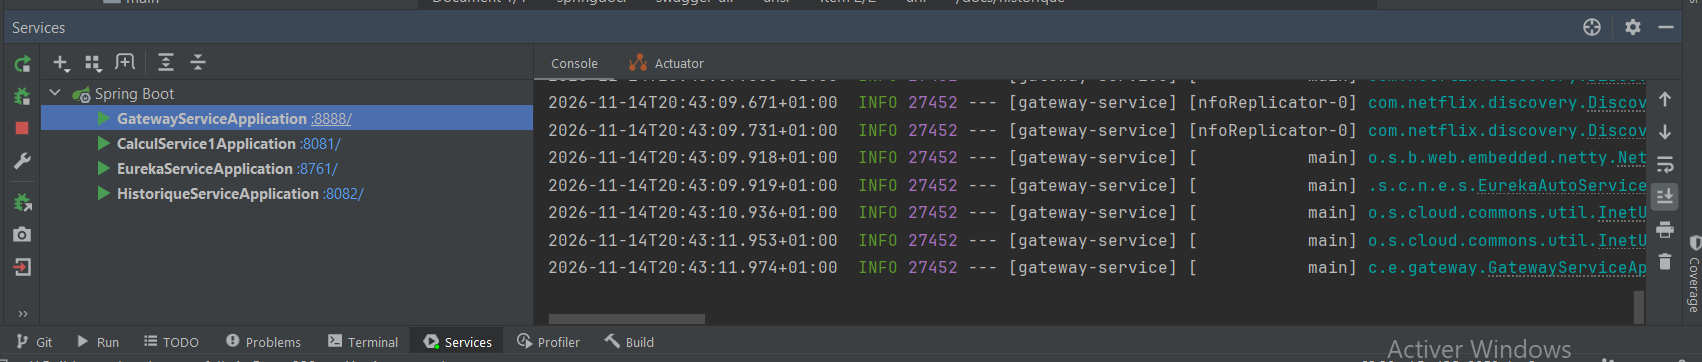 main
Services
Console Actuator
Spring Boot
GatewayServiceApplication :8888/
CalculService1Application :8081/
EurekaServiceApplication :8761/
HistoriqueServiceApplication :8082/
2026-11-14T20:43:09.671+01:00 INFO 27452 --- [gateway-service] [nfoReplicator-0] com.netflix.discovery.Discov
2026-11-14T20:43:09.731+01:00 INFO 27452 --- [gateway-service] [nfoReplicator-0] com.netflix.discovery.Discov
2026-11-14T20:43:09.918+01:00 INFO 27452 --- [gateway-service] [ main] o.s.b.web.embedded.netty.Net
2026-11-14T20:43:09.919+01:00 INFO 27452 --- [gateway-service] [ main] .s.c.n.e.s.EurekaAutoService
2026-11-14T20:43:10.936+01:00 INFO 27452 --- [gateway-service] [ main] o.s.cloud.commons.util.InetU
2026-11-14T20:43:11.953+01:00 INFO 27452 --- [gateway-service] [ main] o.s.cloud.commons.util.InetU
2026-11-14T20:43:11.974+01:00 INFO 27452 --- [gateway-service] [ main] c.e.gateway.GatewayServiceAp
Coverage
Git Run TODO Problems Terminal Services Profiler Build
Activer Windows